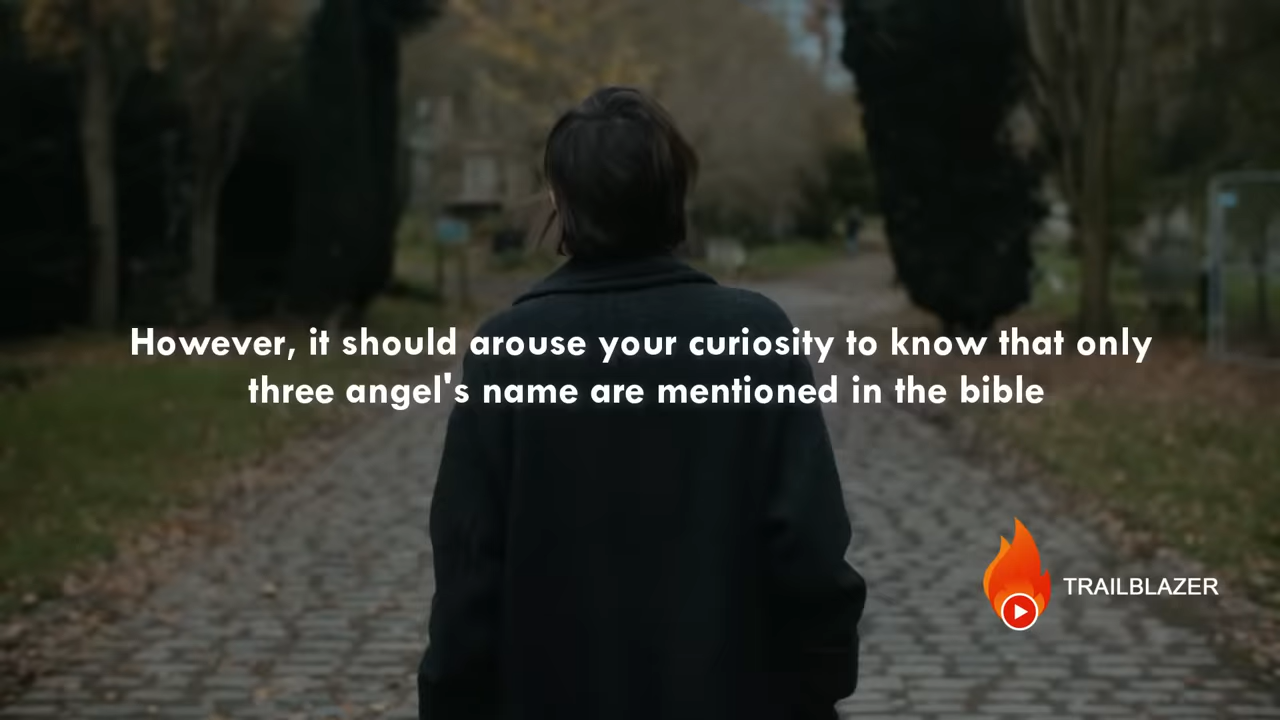 However, it should arouse your curiosity to know that only
three angel's name are mentioned in the bible
TRAILBLAZER